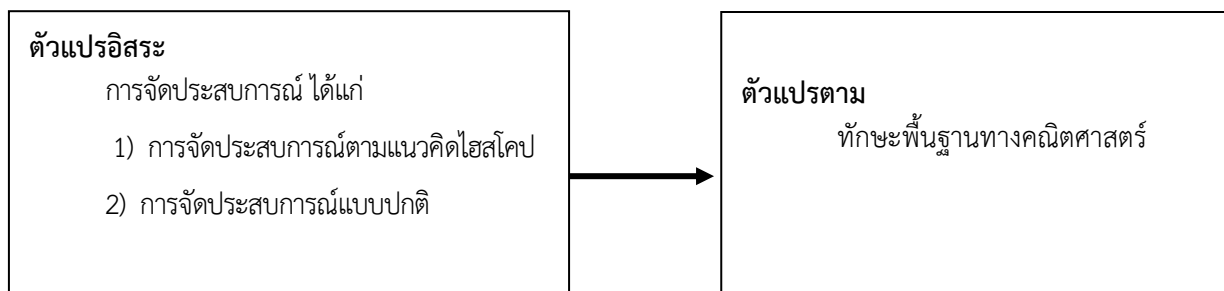 ตัวแปรอิสระ
การจัดประสบการณ์ ได้แก่
1) การจัดประสบการณ์ตามแนวคิดไฮสโคป
2) การจัดประสบการณ์แบบปกติ
ตัวแปรตาม
ทักษะพื้นฐานทางคณิตศาสตร์